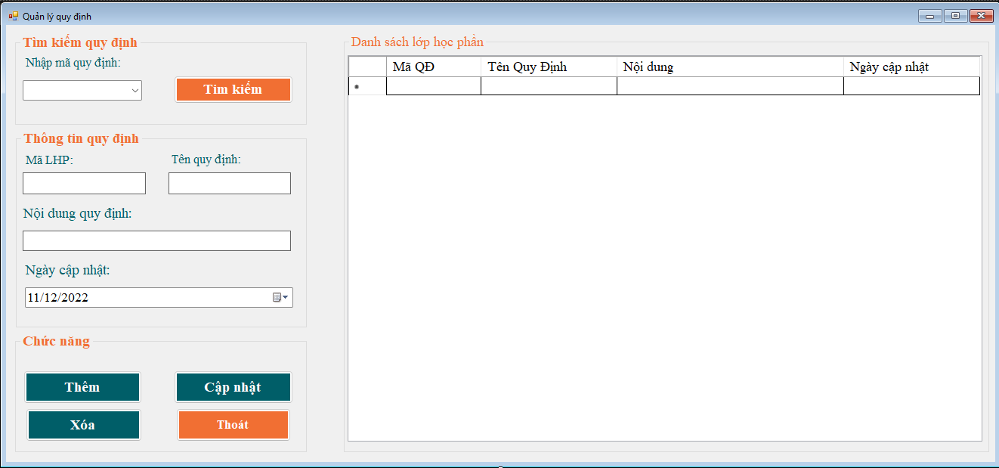 Quản lý quy định
Tìm kiếm quy định
Nhập mã quy định:
Tìm kiếm
Thông tin quy định
Mã LHP:
Tên quy định:
Nội dung quy định:
Ngày cập nhật:
11/12/2022
Chức năng
Thêm
Cập nhật
Xóa
Thoát
Danh sách lớp học phần
Mã QĐ Tên Quy Định Nội dung Ngày cập nhật